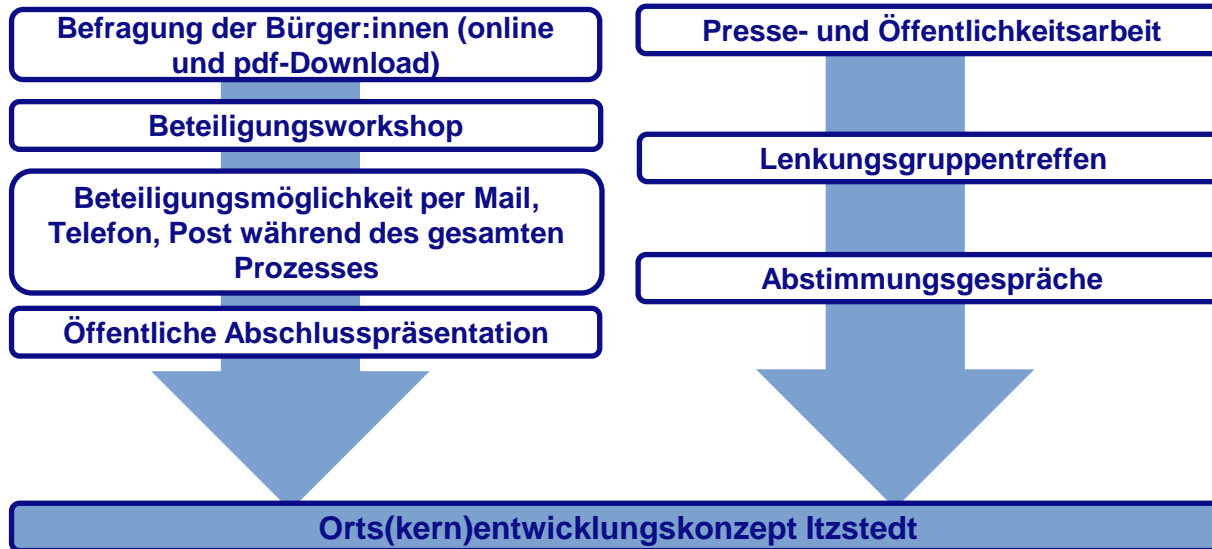 Befragung der Bürger:innen (online
und pdf-Download)
Beteiligungsworkshop
Beteiligungsmöglichkeit per Mail,
Telefon, Post während des gesamten
Prozesses
Öffentliche Abschlusspräsentation
Presse- und Öffentlichkeitsarbeit
Lenkungsgruppentreffen
Abstimmungsgespräche
Orts(kern)entwicklungskonzept Itzstedt